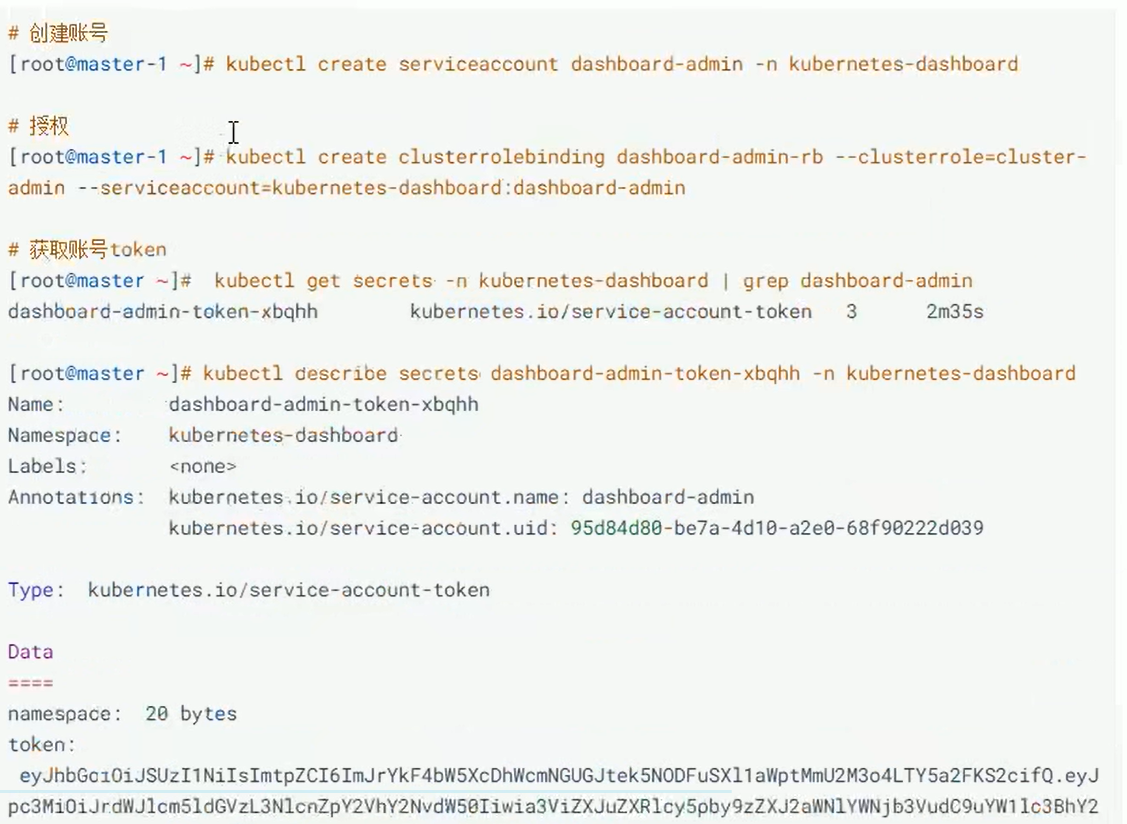 # 创建账号
[root@master-1 ~]# kubectl create serviceaccount dashboard-admin -n kubernetes-dashboard
# 授权
[root@master-1 ~]# kubectl create clusterrolebinding dashboard-admin-rb --clusterrole=cluster-
admin --serviceaccount=kubernetes-dashboard:dashboard-admin
# 获取账号token
[root@master ~]#  kubectl get secrets -n kubernetes-dashboard | grep dashboard-admin
dashboard-admin-token-xbqhh        kubernetes.io/service-account-token   3      2m35s
[root@master ~]# kubectl describe secrets dashboard-admin-token-xbqhh -n kubernetes-dashboard
Name:         dashboard-admin-token-xbqhh
Namespace:    kubernetes-dashboard
Labels:       <none>
Annotations:  kubernetes.io/service-account.name: dashboard-admin
              kubernetes.io/service-account.uid: 95d84d80-be7a-4d10-a2e0-68f90222d039
Type:  kubernetes.io/service-account-token
Data
====
namespace:  20 bytes
token:
eyJhbGciOiJSUzI1NiIsImtpZCI6ImJrYkF4bW5XcDhWcmNGUGJtek5NODFuSXl1aWptMmU2M3o4LTY5a2FKS2cifQ.eyJ
pc3MiOiJrdWJlcm5ldGVzL3NlcnZpY2VhY2NvdW50Iiwia3ViZXJuZXRlcy5pby9zZXJ2aWNlYWNjb3VudC9uYW1lc3BhY2